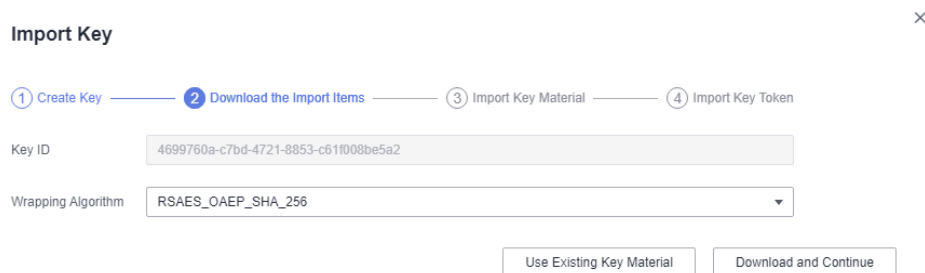 Import Key
1 Create Key 2 Download the Import Items 3 Import Key Material 4 Import Key Token
Key ID 4699760a-c7bd-4721-8853-c61f008be5a2
Wrapping Algorithm RSAES_OAEP_SHA_256
Use Existing Key Material Download and Continue